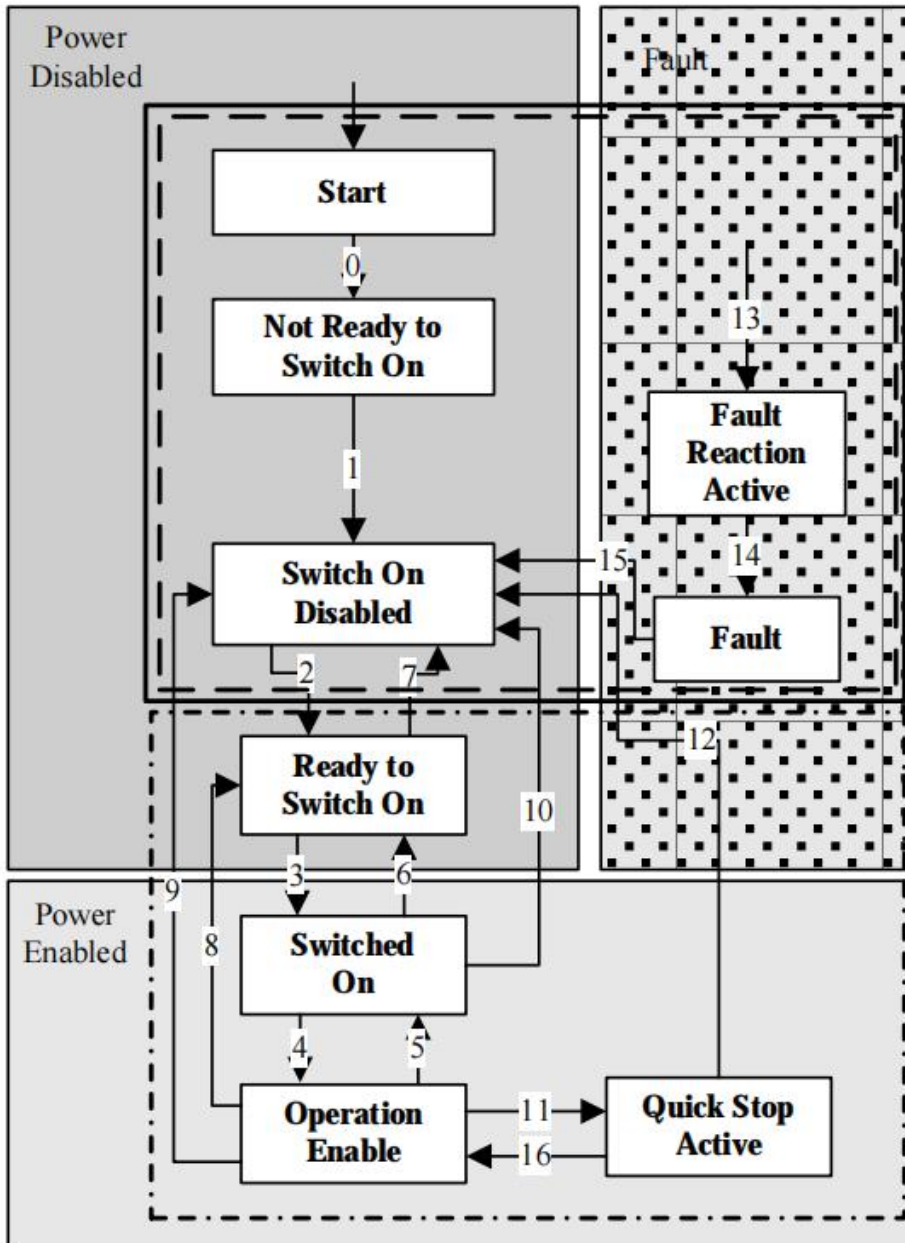 Power
Disabled
Fault
Start
0
Not Ready to
Switch On
13
Fault
Reaction
Active
1
Switch On
Disabled
15
14
Fault
2
7
12
Ready to
Switch On
10
3
6
9
8
Power
Enabled
Switched
On
4
5
Operation
Enable
11
16
Quick Stop
Active